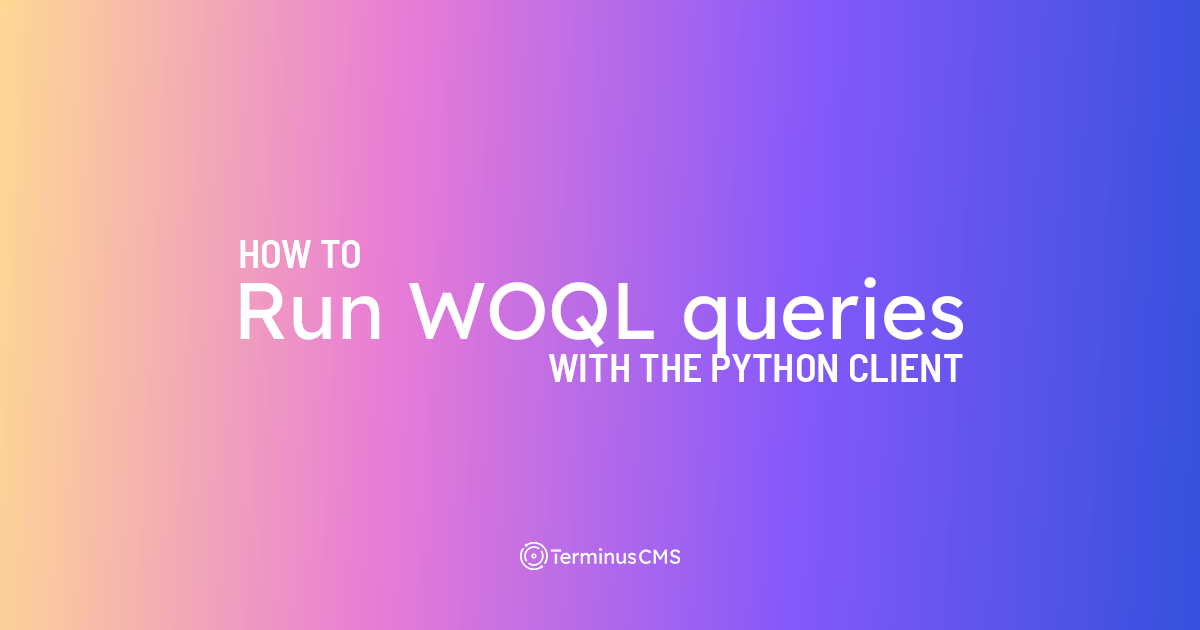 HOW TO
Run WOQL queries
WITH THE PYTHON CLIENT
TerminusCMS